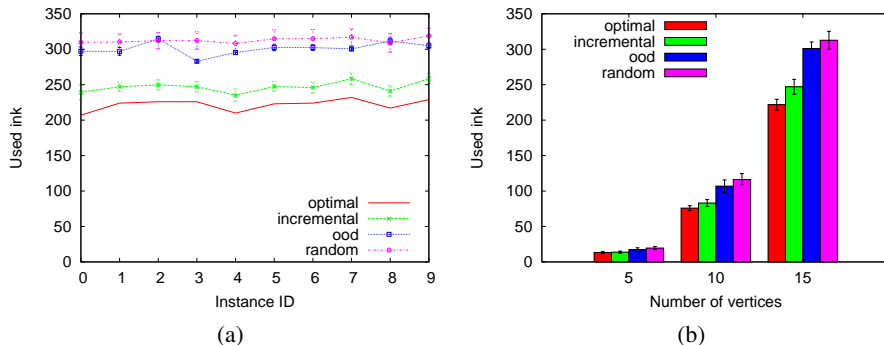 350
300
250
200
150
100
50
0
Used ink
0 1 2 3 4 5 6 7 8 9
Instance ID
optimal
incremental
ood
random
(a)
350
300
250
200
150
100
50
0
Used ink
5 10 15
Number of vertices
optimal
incremental
ood
random
(b)